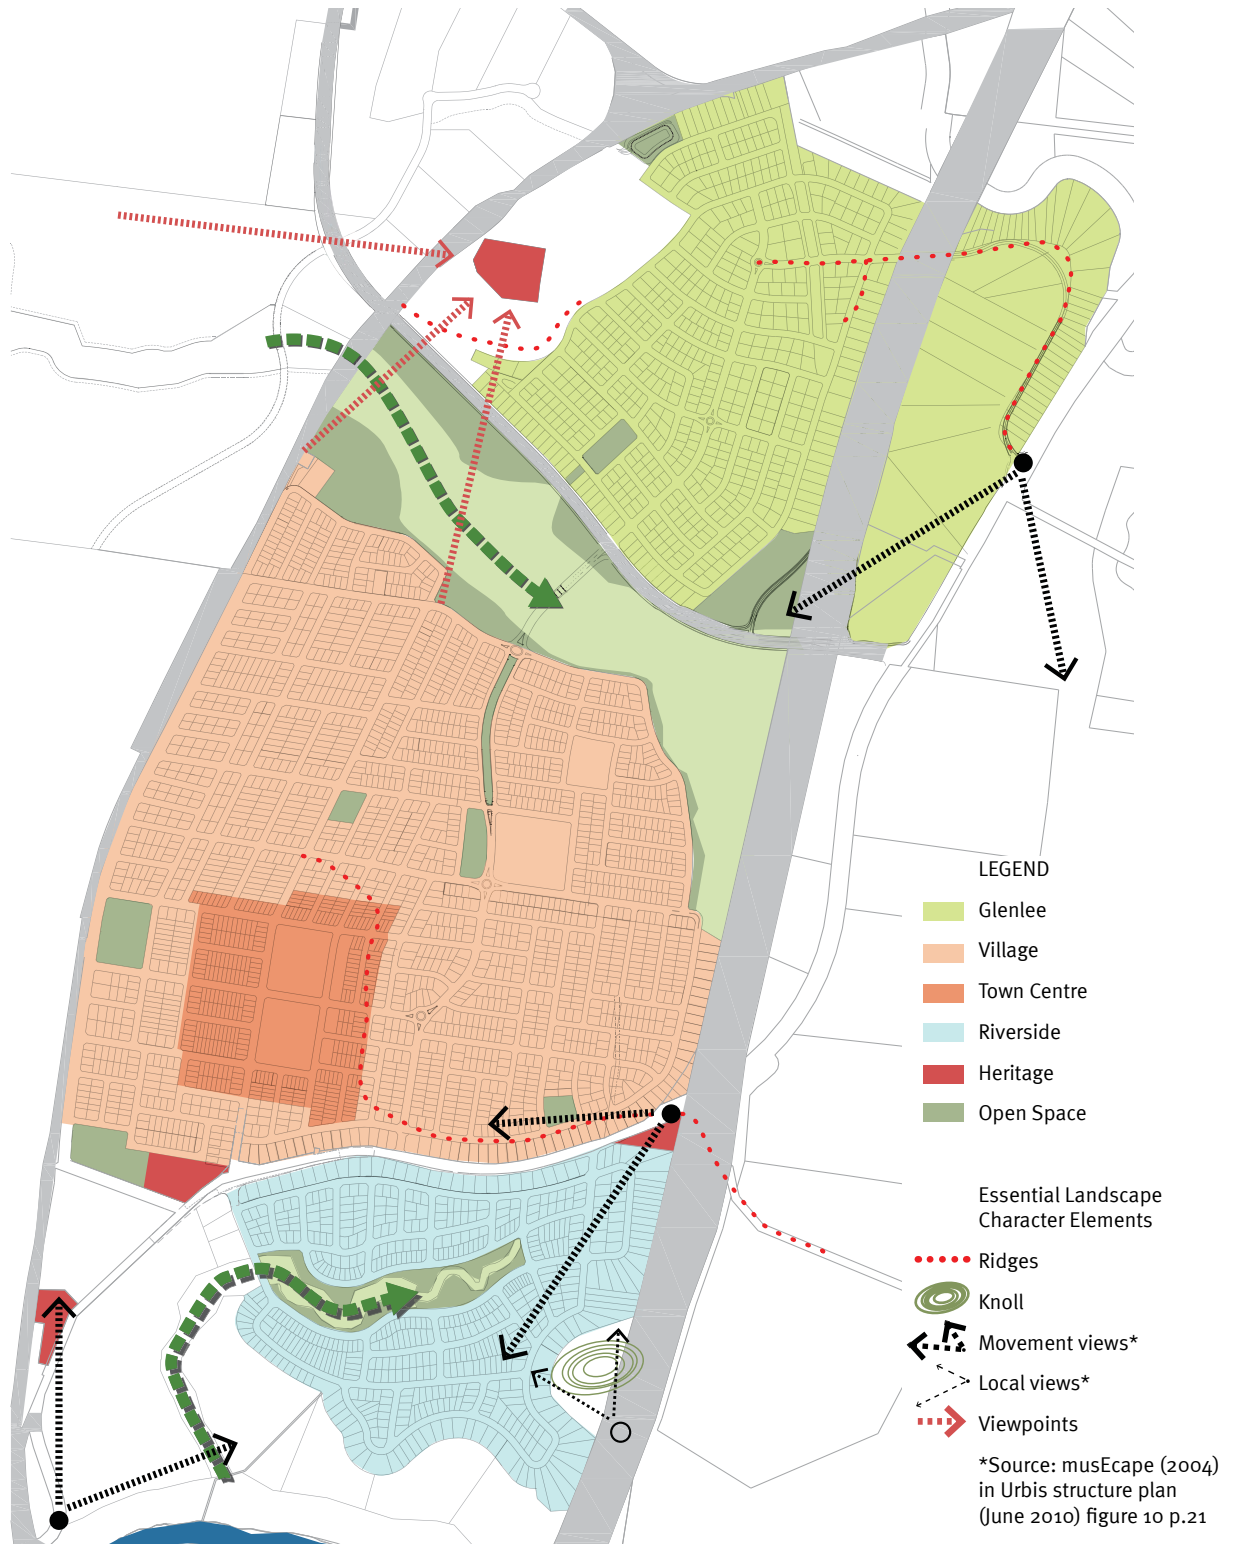 LEGEND
Glenlee
Village
Town Centre
Riverside
Heritage
Open Space
Essential Landscape
Character Elements
Ridges
Knoll
Movement views*
Local views*
Viewpoints
*Source: musEcape (2004)
in Urbis structure plan
(June 2010) figure 10 p.21